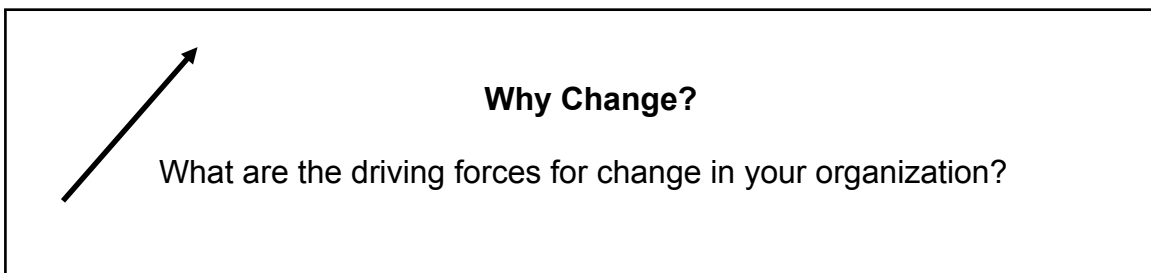 Why Change?
What are the driving forces for change in your organization?